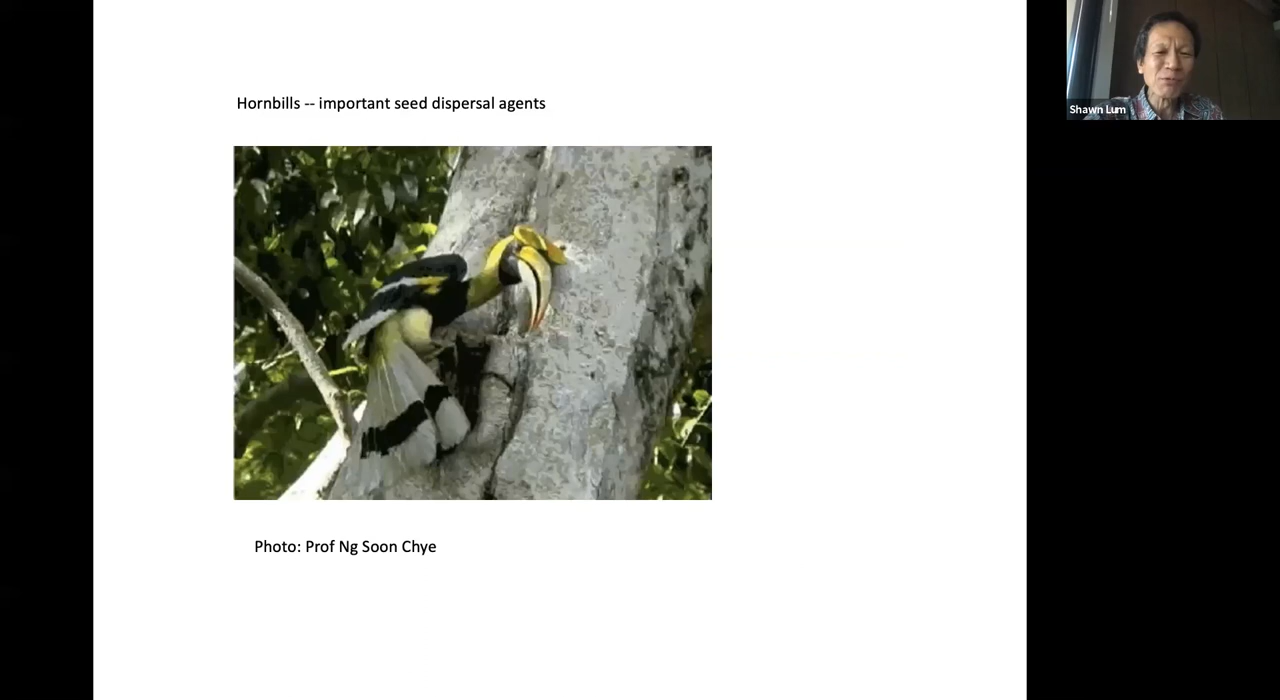 Hornbills -- important seed dispersal agents
Shawn Lum
Photo: Prof Ng Soon Chye